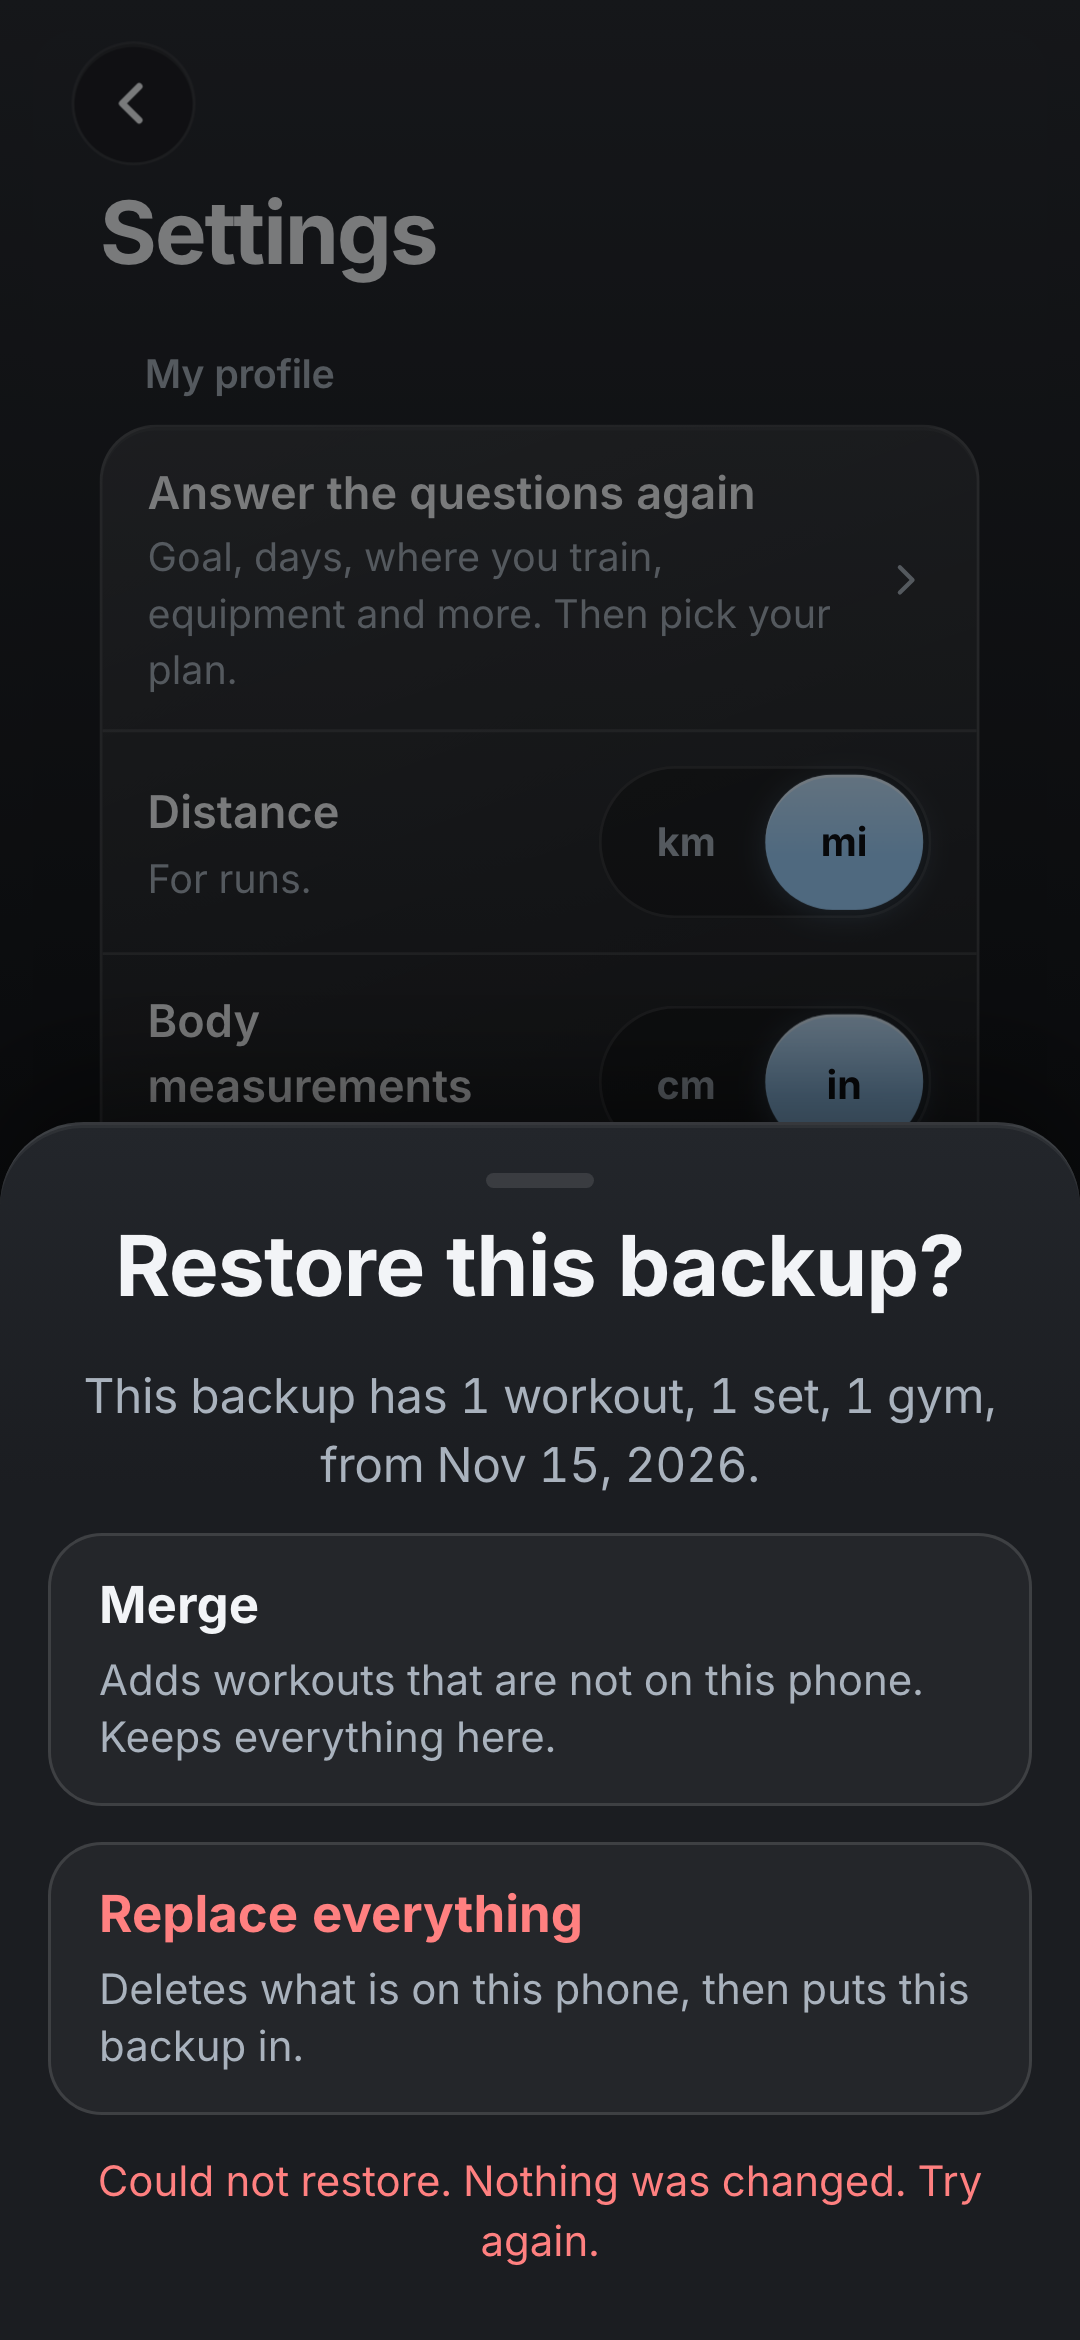 Settings
My profile
Answer the questions again
Goal, days, where you train,
equipment and more. Then pick your
plan.
Distance
For runs.
km
mi
Body
measurements
cm
in
Restore this backup?
This backup has 1 workout, 1 set, 1 gym,
from Nov 15, 2026.
Merge
Adds workouts that are not on this phone.
Keeps everything here.
Replace everything
Deletes what is on this phone, then puts this
backup in.
Could not restore. Nothing was changed. Try
again.